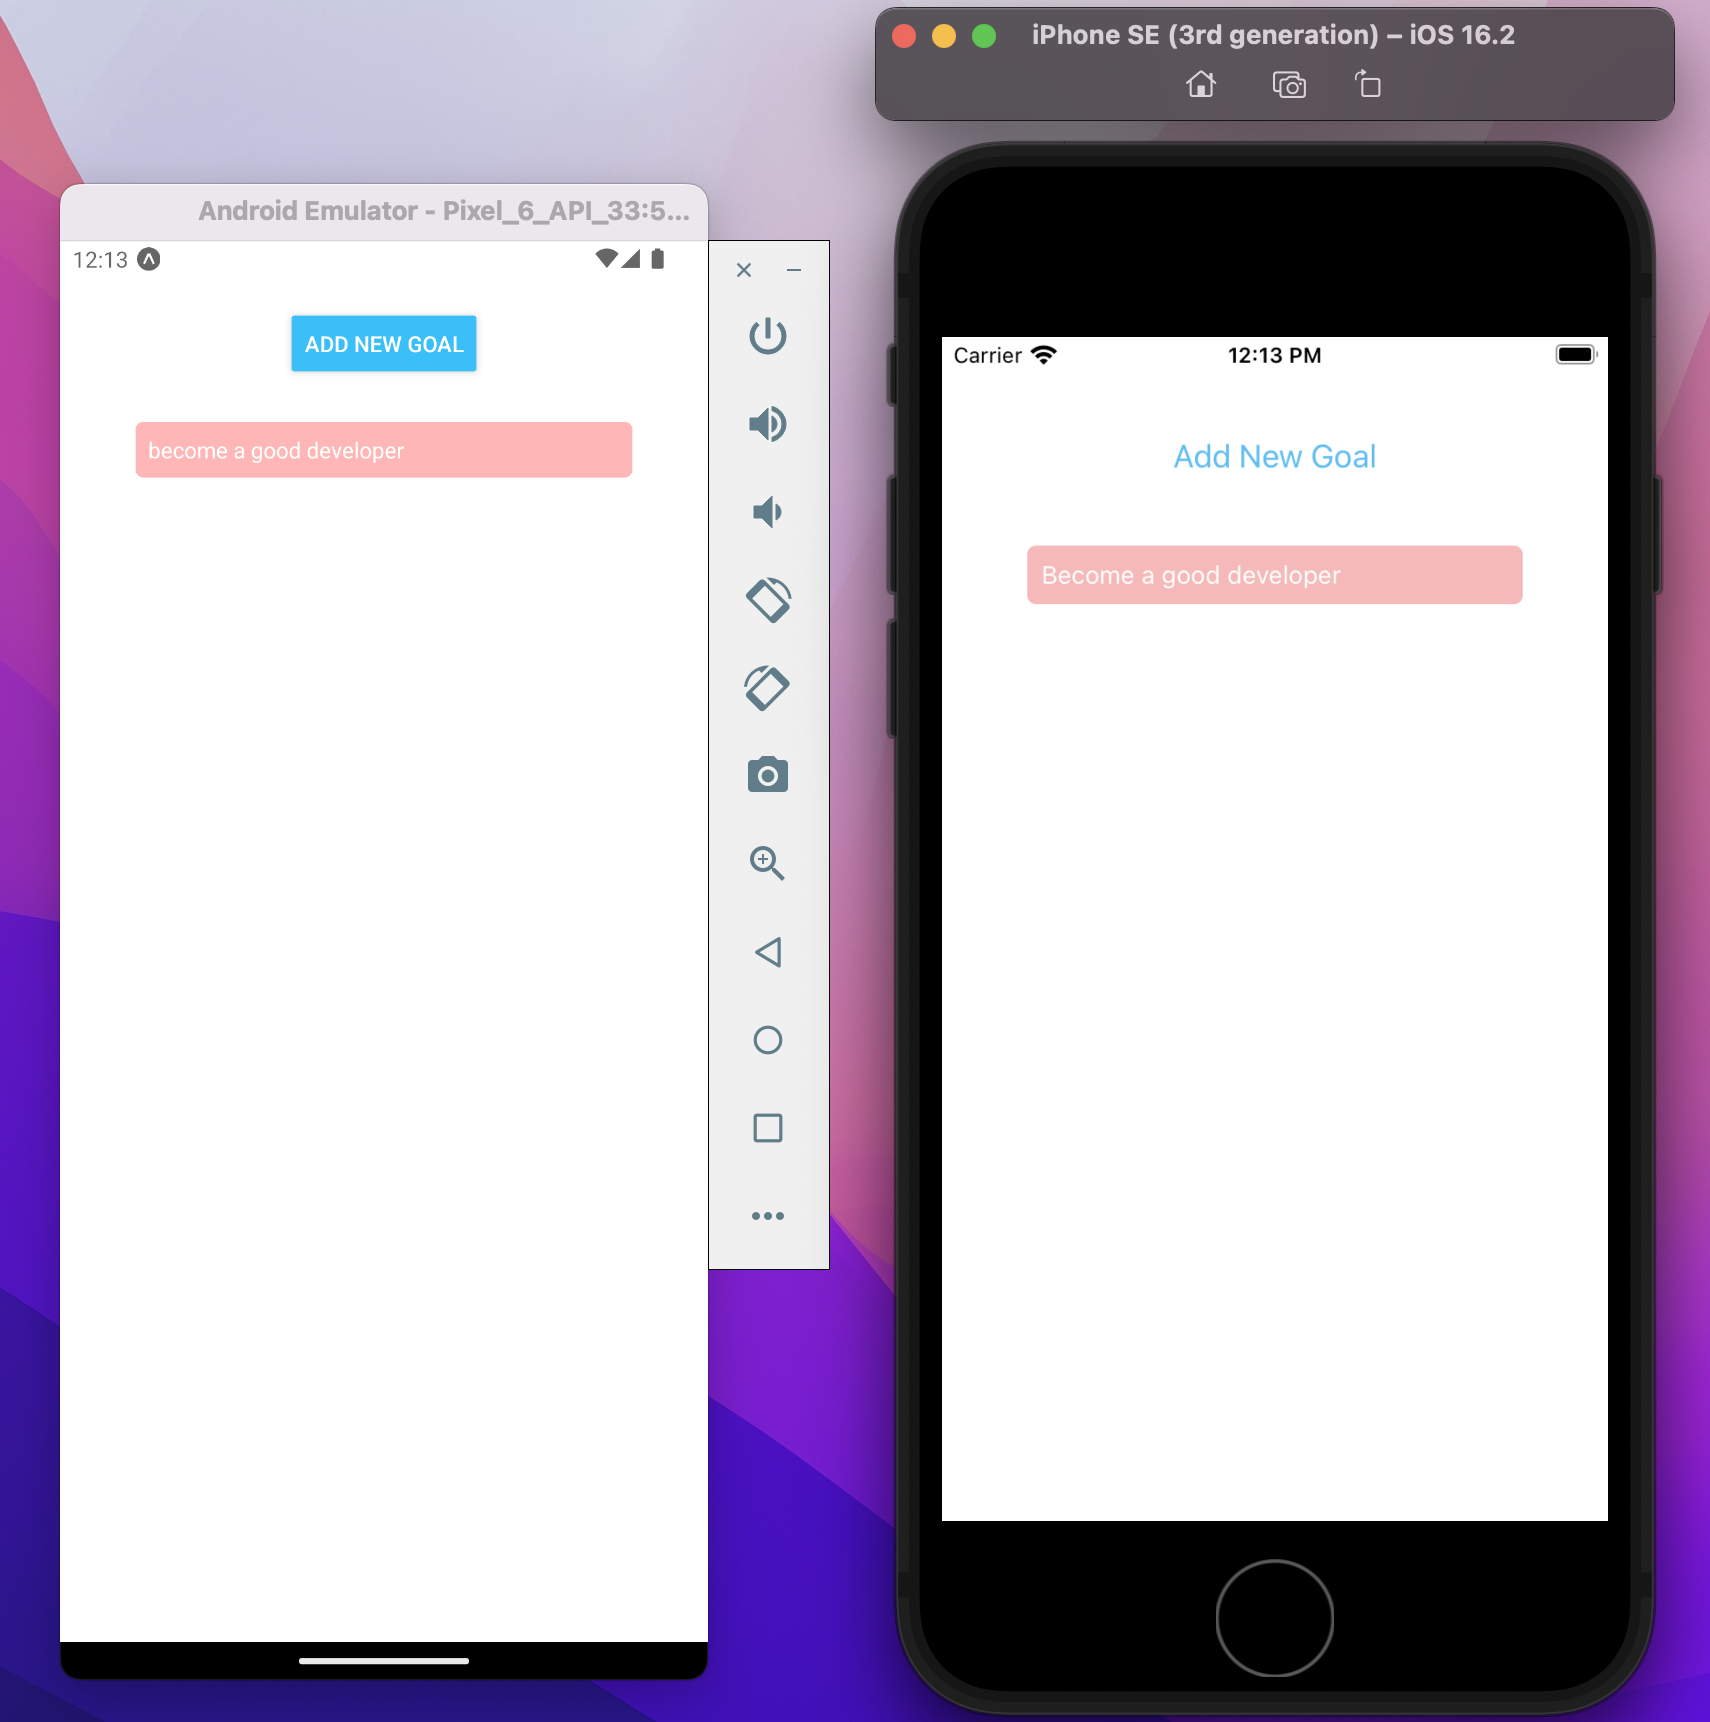 iPhone SE (3rd generation) – iOS 16.2
Android Emulator - Pixel_6_API_33:5...
12:13
ADD NEW GOAL
become a good developer
Carrier 12:13 PM
Add New Goal
Become a good developer